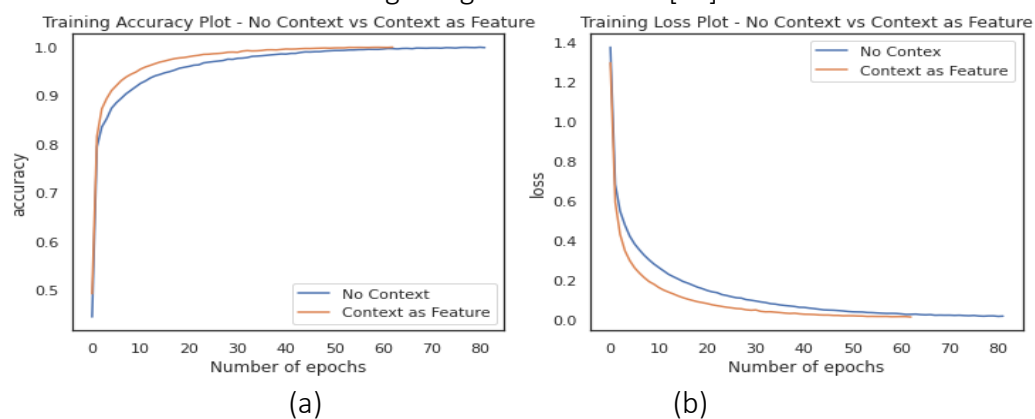 Training Accuracy Plot - No Context vs Context as Feature
1.0
0.9
0.8
0.7
0.6
0.5
accuracy
No Context
Context as Feature
0 10 20 30 40 50 60 70 80
Number of epochs
(a)
Training Loss Plot - No Context vs Context as Feature
1.4
1.2
1.0
0.8
0.6
0.4
0.2
0.0
loss
No Contex
Context as Feature
0 10 20 30 40 50 60 70 80
Number of epochs
(b)